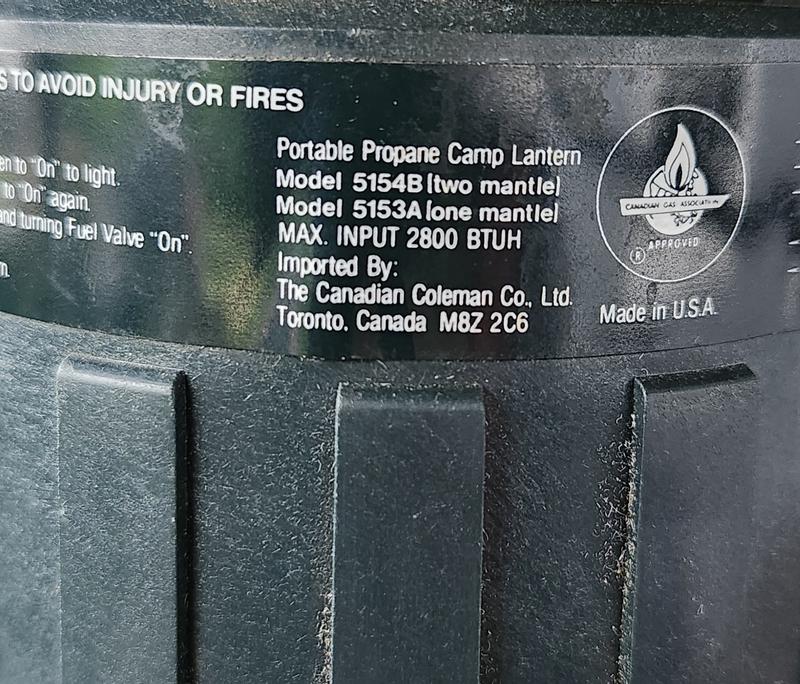 S TO AVOID INJURY OR FIRES
en to "On" to light.
to "On" again.
and turning Fuel Valve "On".
n.
Portable Propane Camp Lantern
Model 5154B (two mantle)
Model 5153A (one mantle)
MAX. INPUT 2800 BTUH
Imported By:
The Canadian Coleman Co., Ltd.
Toronto. Canada M8Z 2C6
CANADIAN GAS ASSOCIATION
APPROVED
®
Made in U.S.A.